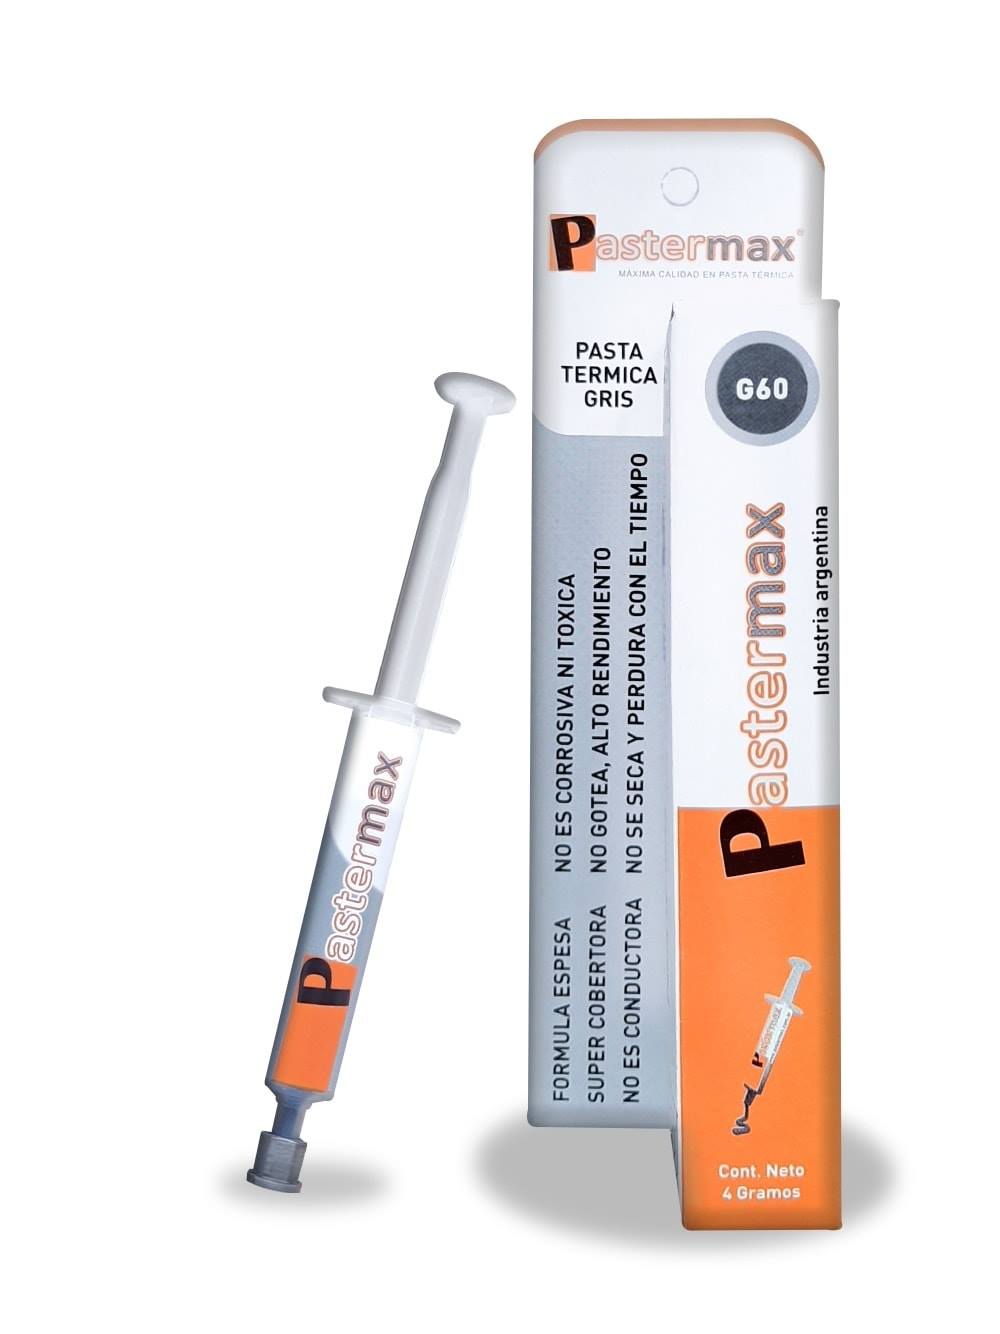 Pastermax®
MÁXIMA CALIDAD EN PASTA TÉRMICA
PASTA
TERMICA
GRIS
G60
FORMULA ESPESA NO ES CORROSIVA NI TOXICA
SUPER COBERTORA NO GOTEA, ALTO RENDIMIENTO
NO ES CONDUCTORA NO SE SECA Y PERDURA CON EL TIEMPO
Pastermax
Industria argentina
Pastermax
Cont. Neto
4 Gramos
Pastermax